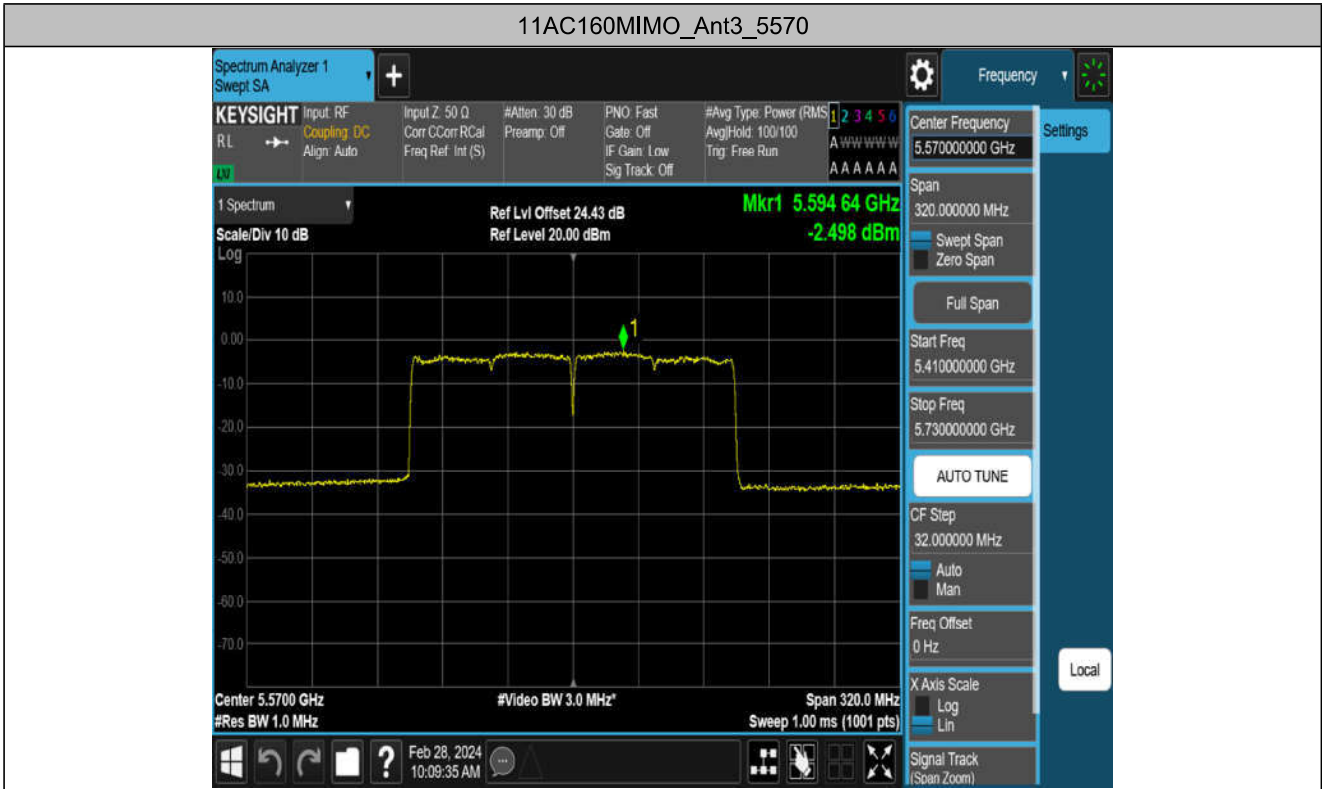 11AC160MIMO_Ant3_5570
Spectrum Analyzer 1
Swept SA
+
Frequency
KEYSIGHT
RL
LXI
Input: RF
Coupling: DC
Align: Auto
Input Z: 50 Ω
Corr CCorr RCal
Freq Ref: Int (S)
#Atten: 30 dB
Preamp: Off
PNO: Fast
Gate: Off
IF Gain: Low
Sig Track: Off
#Avg Type: Power (RMS
Avg|Hold: 100/100
Trig: Free Run
1 2 3 4 5 6
A W W W W W
A A A A A A
1 Spectrum
Scale/Div 10 dB
Log
Ref Lvl Offset 24.43 dB
Ref Level 20.00 dBm
Mkr1 5.594 64 GHz
-2.498 dBm
10.0
0.00
-10.0
-20.0
-30.0
-40.0
-50.0
-60.0
-70.0
1
Center 5.5700 GHz
#Res BW 1.0 MHz
#Video BW 3.0 MHz*
Span 320.0 MHz
Sweep 1.00 ms (1001 pts)
Center Frequency
5.570000000 GHz
Settings
Span
320.000000 MHz
Swept Span
Zero Span
Full Span
Start Freq
5.410000000 GHz
Stop Freq
5.730000000 GHz
AUTO TUNE
CF Step
32.000000 MHz
Auto
Man
Freq Offset
0 Hz
X Axis Scale
Log
Lin
Local
Signal Track
(Span Zoom)
?
Feb 28, 2024
10:09:35 AM